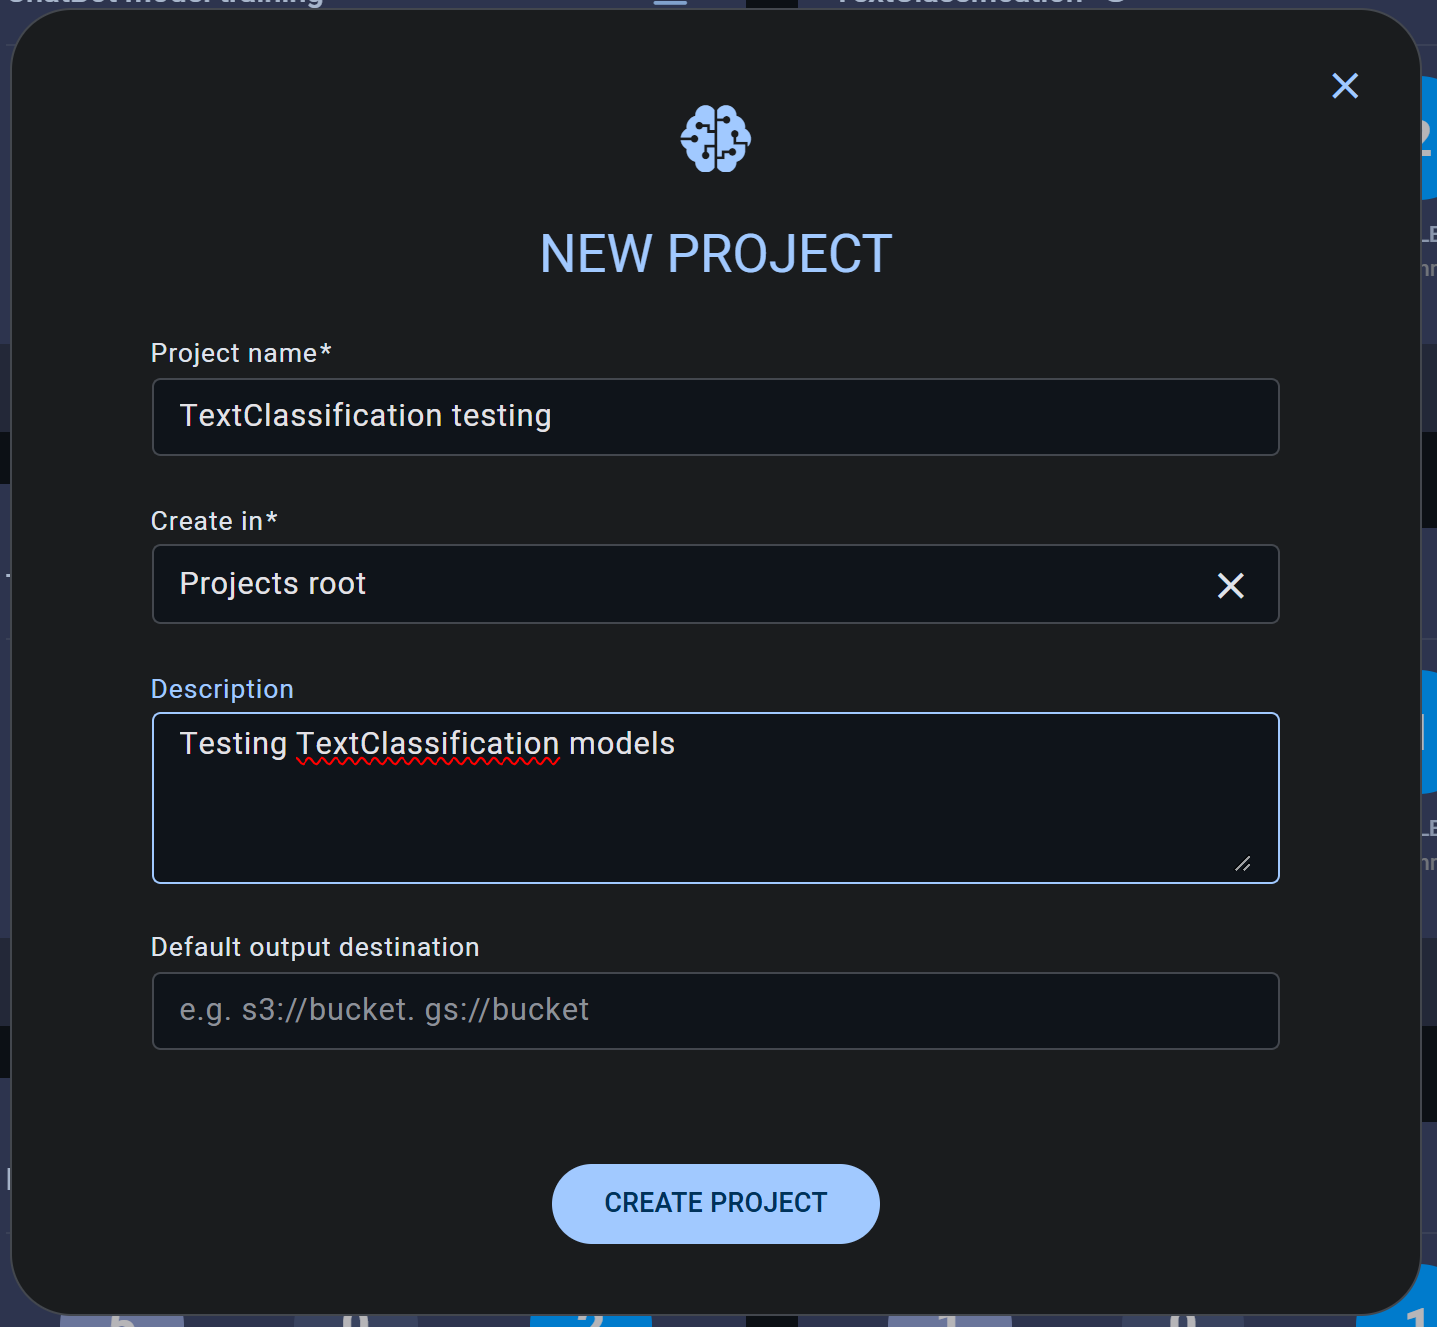 NEW PROJECT
Project name*
TextClassification testing
Create in*
Projects root
Description
Testing TextClassification models
Default output destination
e.g. s3://bucket. gs://bucket
CREATE PROJECT